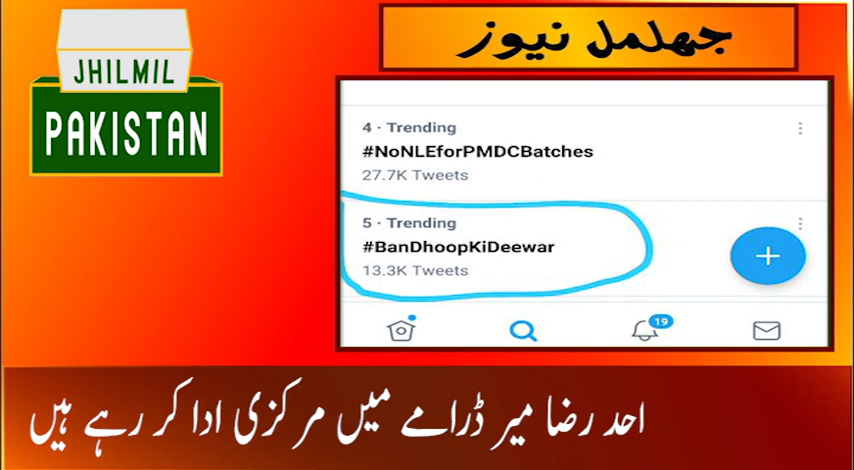 JHILMIL
PAKISTAN
جھلمل نیوز
4 · Trending
#NoNLEforPMDCBatches
27.7K Tweets
5 · Trending
#BanDhoopKiDeewar
13.3K Tweets
19
احد رضا میر ڈرامے میں مرکزی ادا کر رہے ہیں